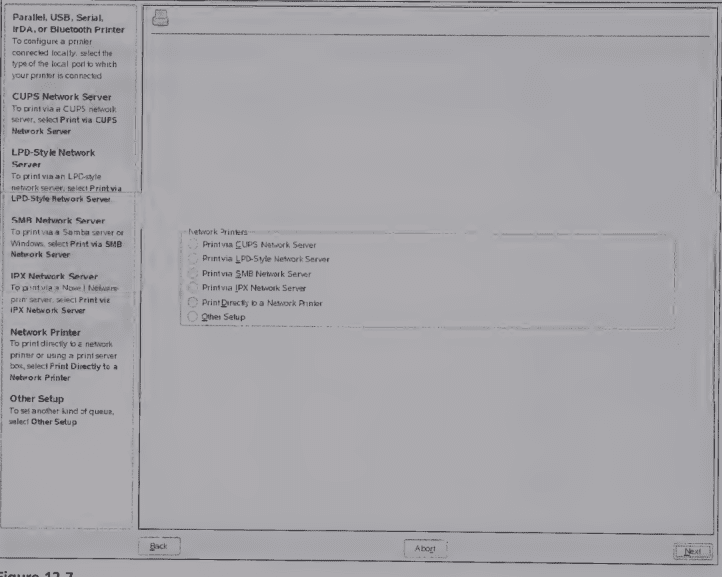 Parallel, USB, Serial,
IrDA, or Bluetooth Printer
To configure a printer
connected locally, select the
type of the local port to which
your printer is connected
CUPS Network Server
To print via a CUPS network
server, select Print via CUPS
Network Server
LPD-Style Network
Server
To print via an LPD-style
network server, select Print via
LPD-Style Network Server.
SMB Network Server
To print via a Samba server or
Windows, select Print via SMB
Network Server
IPX Network Server
To print via a Novell Netware
print server, select Print via
IPX Network Server
Network Printer
To print directly to a network
printer or using a print server
box, select Print Directly to a
Network Printer
Other Setup
To set another kind of queue,
select Other Setup
Network Printers
Print via CUPS Network Server
Print via LPD-Style Network Server
Print via SMB Network Server
Print via IPX Network Server
Print Directly to a Network Printer
Other Setup
Back
Abort
Next
Figure 12-7